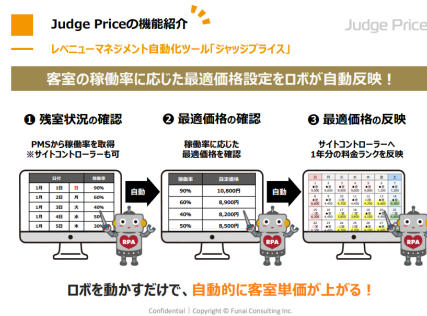 Judge Priceの機能紹介
Judge Price
レベニューマネジメント自動化ツール「ジャッジプライス」
客室の稼働率に応じた最適価格設定をロボが自動反映！
❶ 残室状況の確認
❷ 最適価格の確認
❸ 最適価格の反映
PMSから稼働率を取得
※サイトコントローラーも可
稼働率に応じた
最適価格を確認
サイトコントローラーへ
1年分の料金ランクを反映
日付 稼働率
1月 1日 日 90%
1月 2日 月 60%
1月 3日 火 40%
1月 4日 水
1月 5日 木
自動
稼働率 設定価格
90% 10,800円
60% 8,900円
40% 8,200円
50% 8,500円
自動
日 月 火 水 木 金 土
RPA
RPA
RPA
ロボを動かすだけで、自動的に客室単価が上がる！
Confidential | Copyright © Funai Consulting Inc.